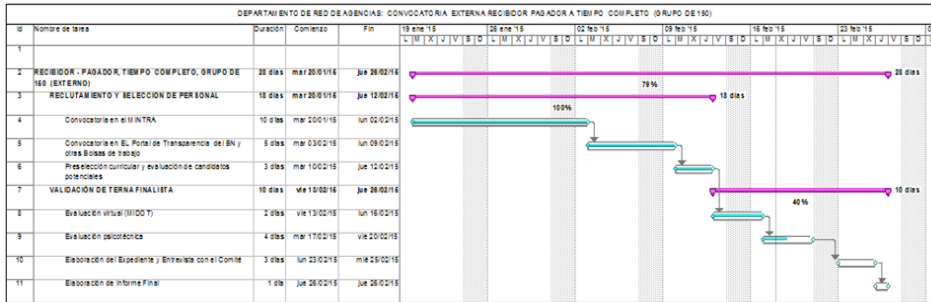 DEPARTAMENTO DE RED DE AGENCIAS: CONVOCATORIA EXTERNA RECIBIDOR PAGADOR A TIEMPO COMPLETO (GRUPO DE 150)
Id Nombre de tarea Duración Comienzo Fin 19 ene '15 26 ene '15 02 feb '15 09 feb '15 16 feb '15 23 feb '15 0
L M X J V S D L M X J V S D L M X J V S D L M X J V S D L M X J V S D L M X J V S D L
1
2 RECIBIDOR - PAGADOR, TIEMPO COMPLETO, GRUPO DE 150 (EXTERNO) 28 días mar 20/01/15 jue 26/02/15 28 días
79%
3 RECLUTAMIENTO Y SELECCIÓN DE PERSONAL 18 días mar 20/01/15 jue 12/02/15 18 días
100%
4 Convocatoria en el MINTRA 10 días mar 20/01/15 lun 02/02/15
5 Convocatoria en EL Portal de Transparencia del BN y otras Bolsas de trabajo 5 días mar 03/02/15 lun 09/02/15
6 Preselección curricular y evaluación de candidatos potenciales 3 días mar 10/02/15 jue 12/02/15
7 VALIDACIÓN DE TERNA FINALISTA 10 días vie 13/02/15 jue 26/02/15 10 días
40%
8 Evaluación virtual (MIDOT) 2 días vie 13/02/15 lun 16/02/15
9 Evaluación psicotécnica 4 días mar 17/02/15 vie 20/02/15
10 Elaboración del Expediente y Entrevista con el Comité 3 días lun 23/02/15 mié 25/02/15
11 Elaboración de Informe Final 1 día jue 26/02/15 jue 26/02/15